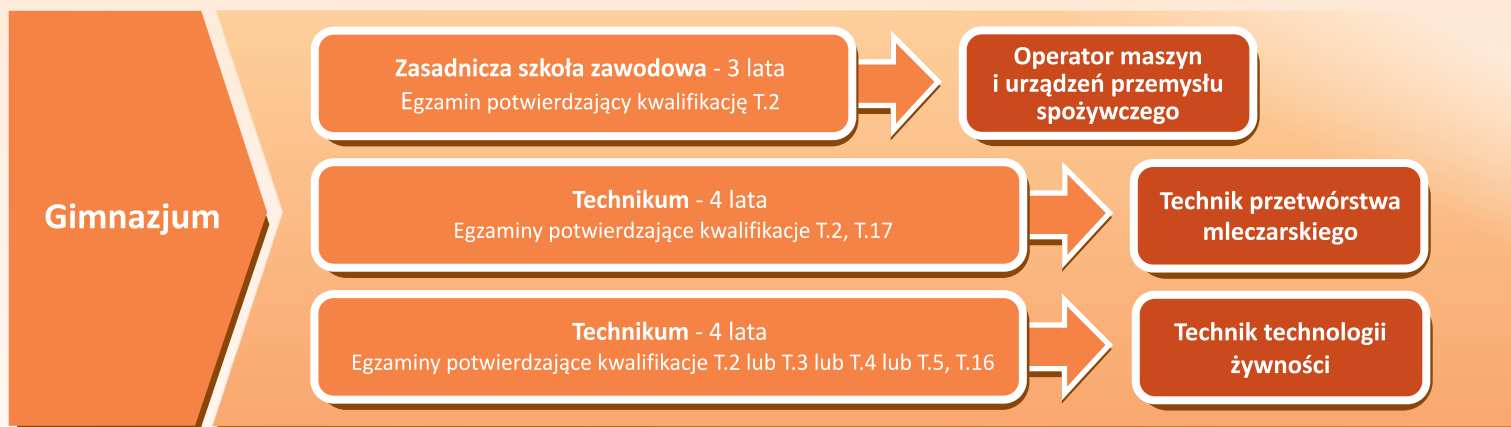 Gimnazjum
Zasadnicza szkoła zawodowa - 3 lata
Egzamin potwierdzający kwalifikację T.2
Operator maszyn
i urządzeń przemysłu
spożywczego
Technikum - 4 lata
Egzaminy potwierdzające kwalifikacje T.2, T.17
Technik przetwórstwa
mleczarskiego
Technikum - 4 lata
Egzaminy potwierdzające kwalifikacje T.2 lub T.3 lub T.4 lub T.5, T.16
Technik technologii
żywności